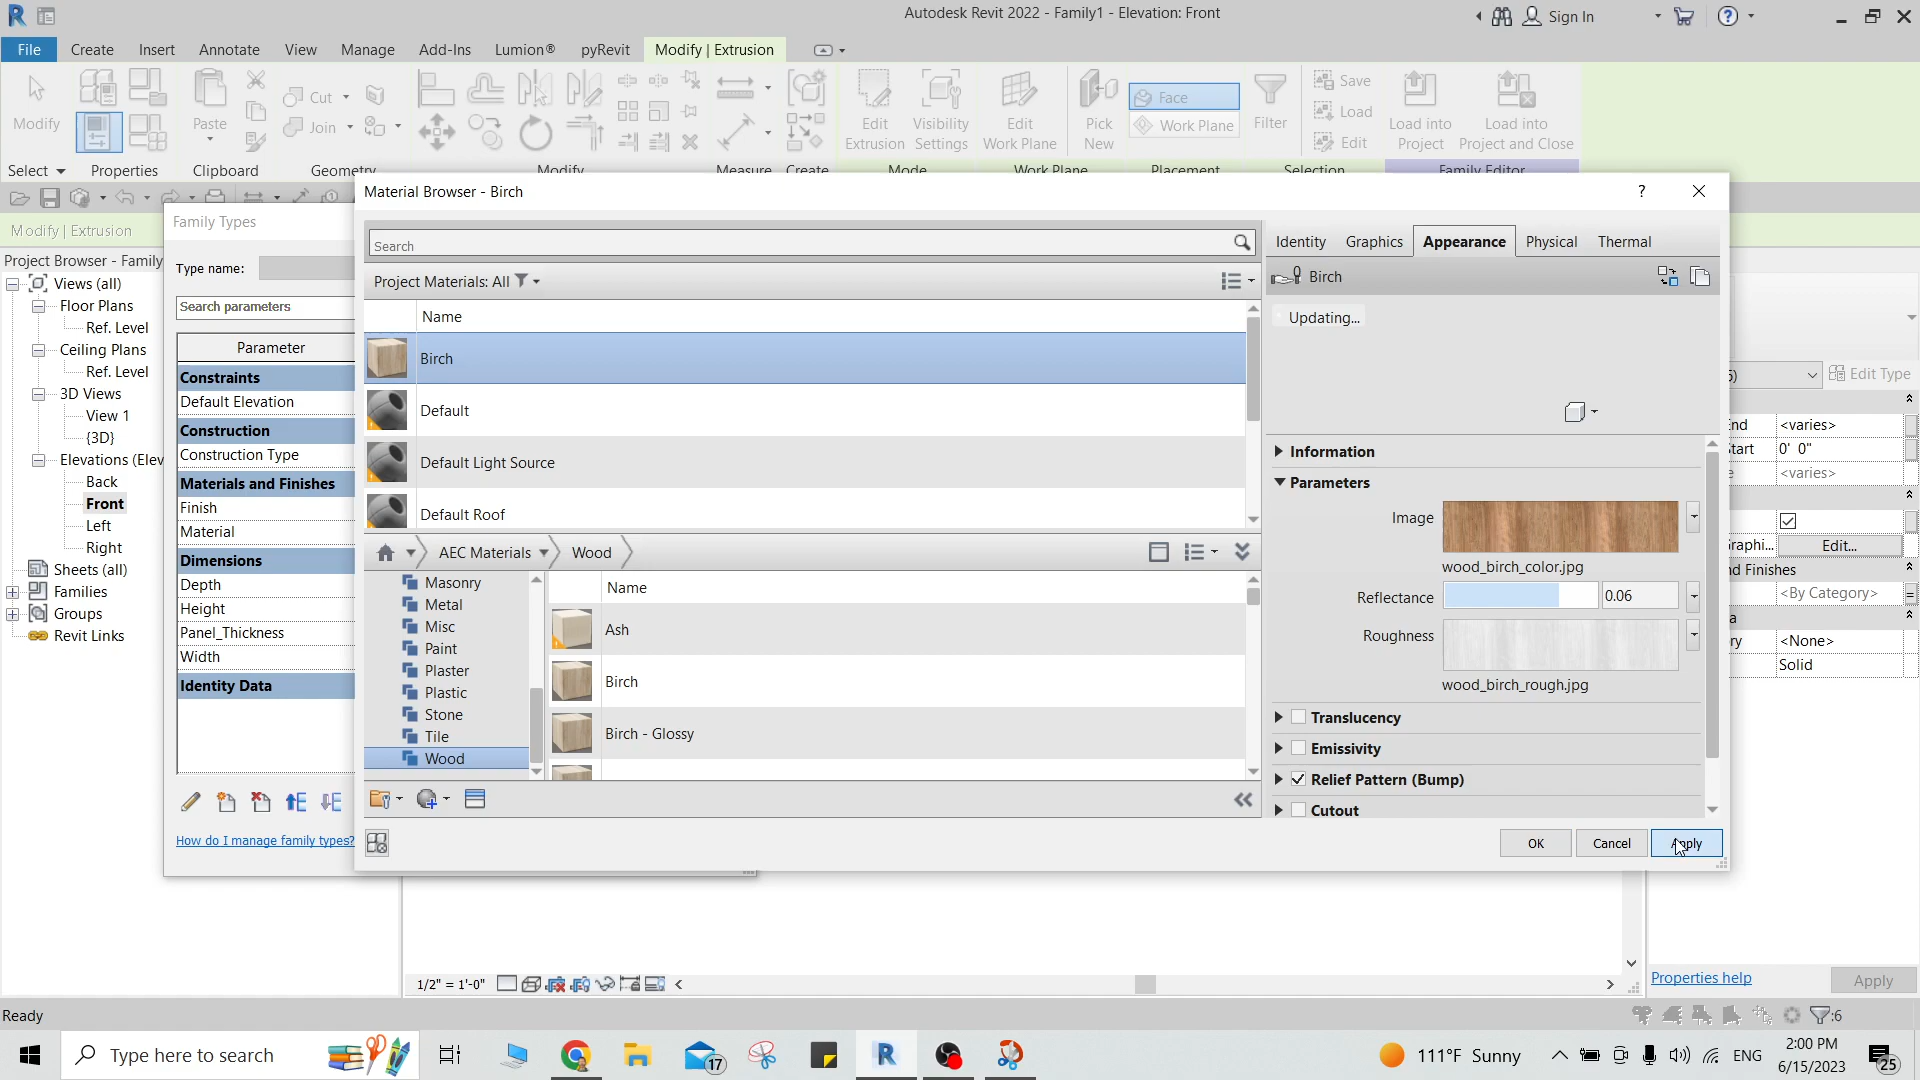 Autodesk Revit 2022 - Family1 - Elevation: Front
Sign In
File Create Insert Annotate View Manage Add-Ins Lumion® pyRevit Modify | Extrusion
Modify
Paste
Cut
Join
Edit Extrusion
Visibility Settings
Edit Work Plane
Pick New
Face
Work Plane
Filter
Save
Load
Edit
Load into Project
Load into Project and Close
Select Properties Clipboard Geometry Modify Measure Create Mode Work Plane Placement Selection Family Editor
Modify | Extrusion
Project Browser - Family
Views (all)
Floor Plans
Ref. Level
Ceiling Plans
Ref. Level
3D Views
View 1
{3D}
Elevations (Elev
Back
Front
Left
Right
Sheets (all)
Families
Groups
Revit Links
Family Types
Type name:
Search parameters
Parameter
Constraints
Default Elevation
Construction
Construction Type
Materials and Finishes
Finish
Material
Dimensions
Depth
Height
Panel_Thickness
Width
Identity Data
How do I manage family types?
Material Browser - Birch
?
Search
Project Materials: All
Name
Birch
Default
Default Light Source
Default Roof
AEC Materials
Wood
Masonry
Metal
Misc
Paint
Plaster
Plastic
Stone
Tile
Wood
Name
Ash
Birch
Birch - Glossy
Identity Graphics Appearance Physical Thermal
Birch
Updating...
Information
Parameters
Image
wood_birch_color.jpg
Reflectance 0.06
Roughness
wood_birch_rough.jpg
Translucency
Emissivity
Relief Pattern (Bump)
Cutout
OK Cancel Apply
Edit Type
<varies>
0' 0"
<varies>
Edit...
<By Category> =
<None>
Solid
Properties help Apply
1/2" = 1'-0"
Ready
:6
Type here to search
17
111°F Sunny
ENG
2:00 PM
6/15/2023
25